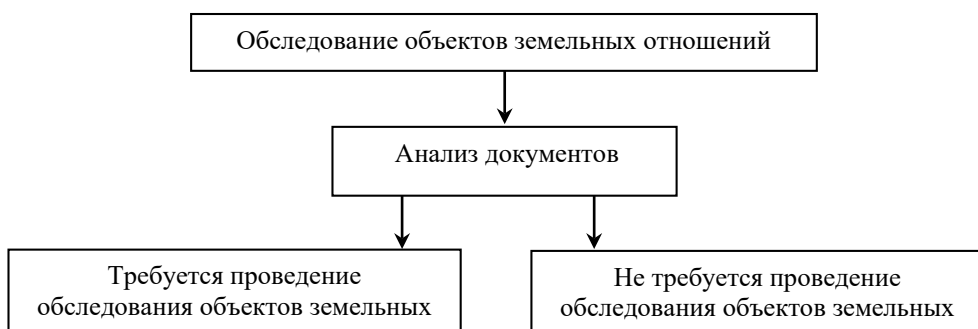 Обследование объектов земельных отношений
Анализ документов
Требуется проведение
обследования объектов земельных
Не требуется проведение
обследования объектов земельных